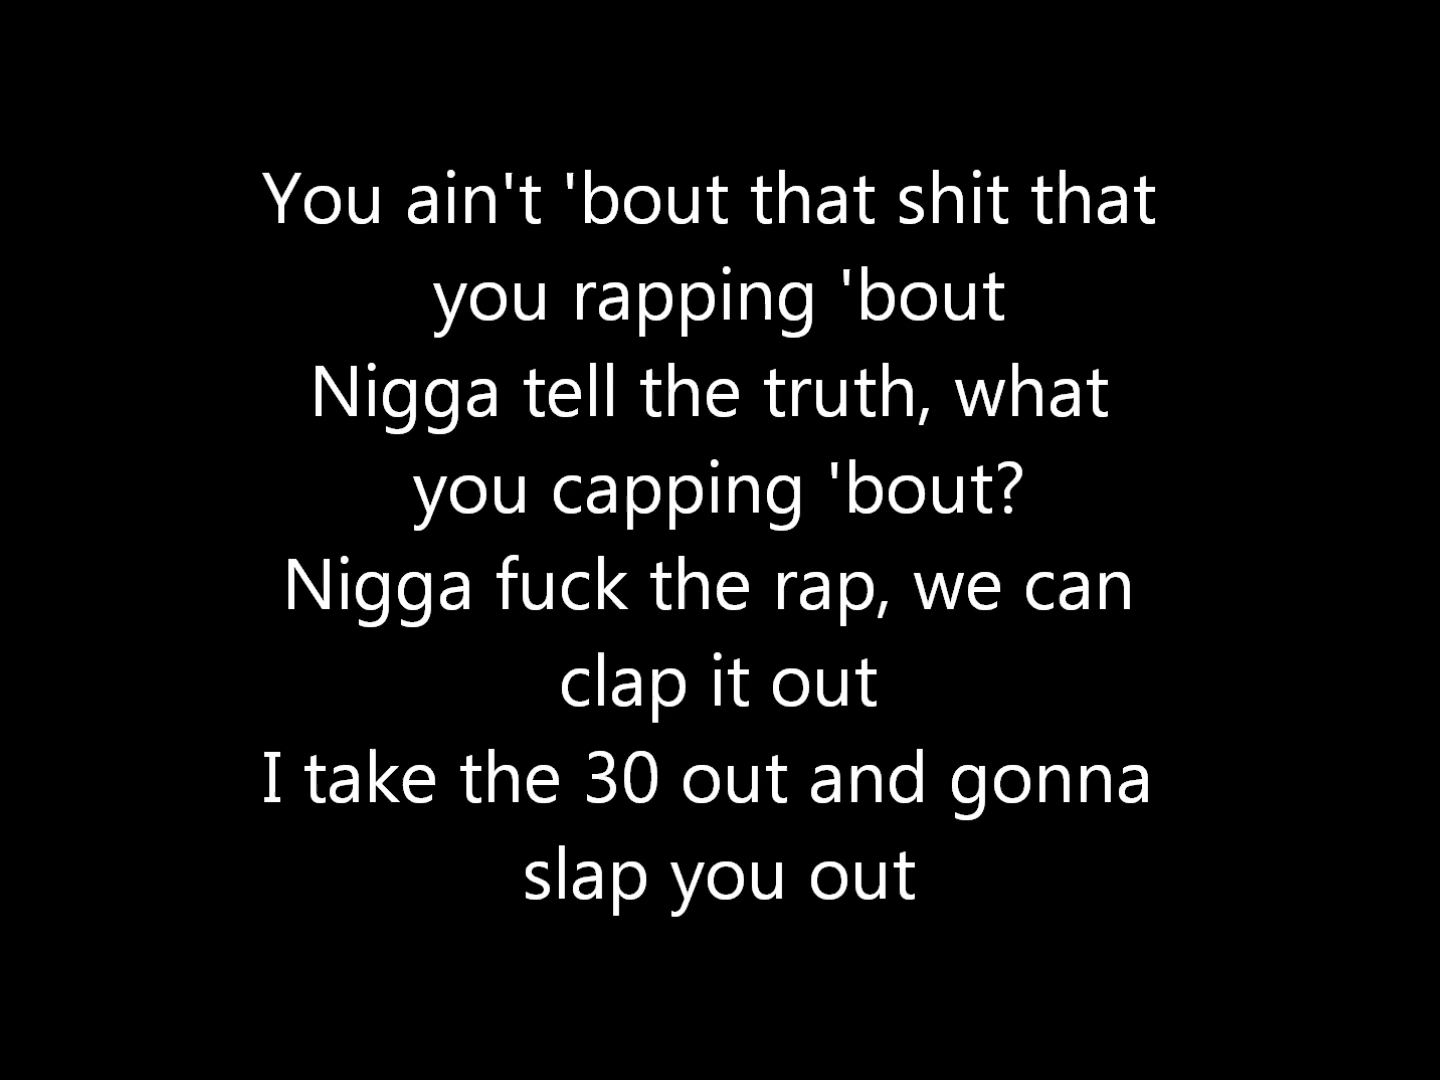 You ain't 'bout that shit that
you rapping 'bout
Nigga tell the truth, what
you capping 'bout?
Nigga fuck the rap, we can
clap it out
I take the 30 out and gonna
slap you out